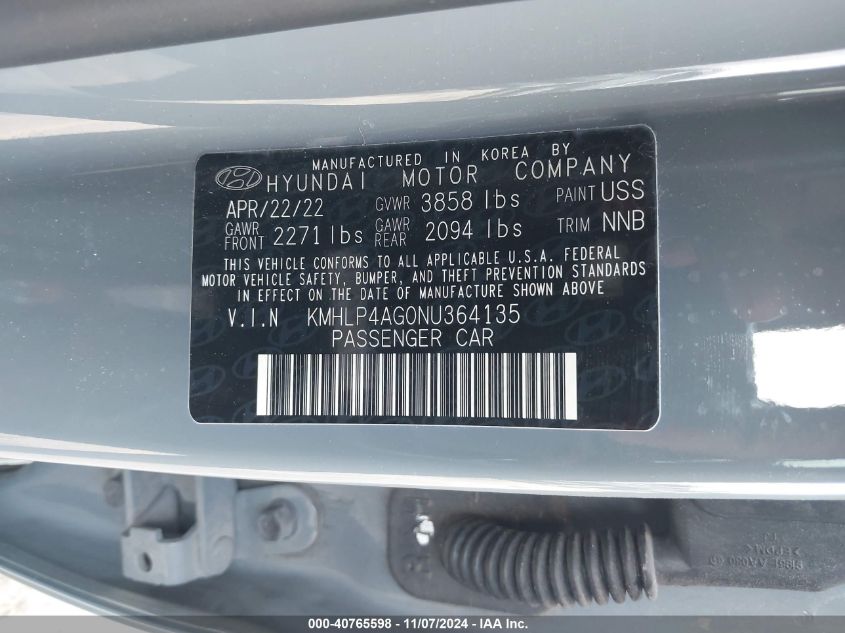 MANUFACTURED IN KOREA BY
HYUNDAI MOTOR COMPANY
APR/22/22 GVWR 3858 lbs PAINT USS
GAWR FRONT 2271 lbs GAWR REAR 2094 lbs TRIM NNB
THIS VEHICLE CONFORMS TO ALL APPLICABLE U.S.A. FEDERAL
MOTOR VEHICLE SAFETY, BUMPER, AND THEFT PREVENTION STANDARDS
IN EFFECT ON THE DATE OF MANUFACTURE SHOWN ABOVE.
V.I.N KMHLP4AG0NU364135
PASSENGER CAR
>EPDM<
000-40765598 - 11/07/2024 - IAA Inc.